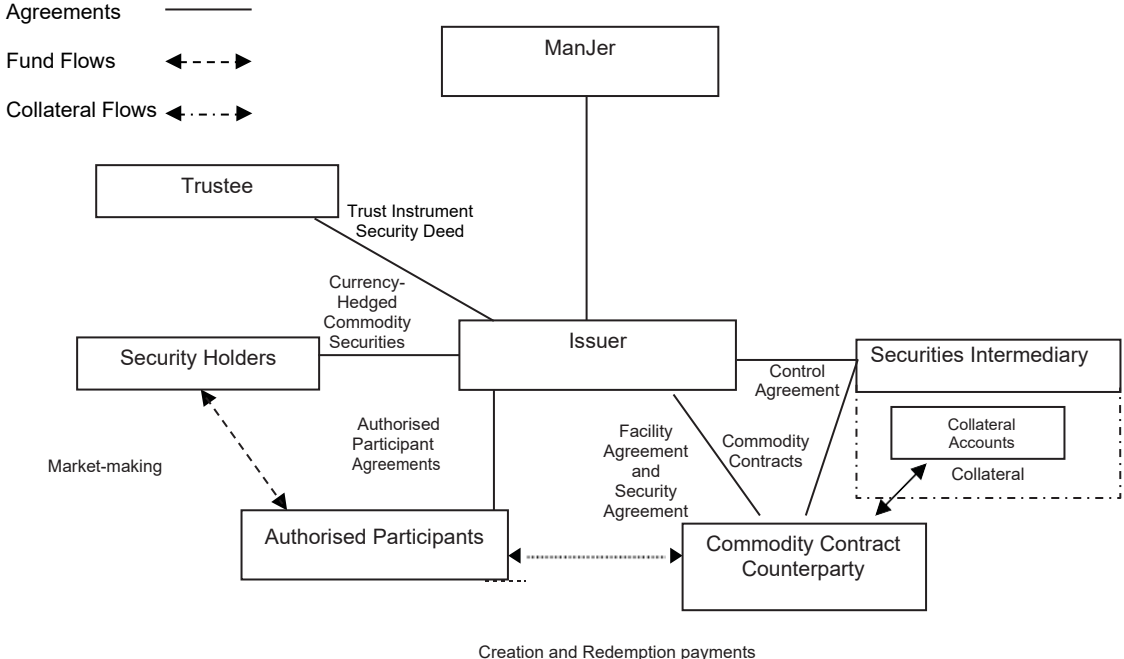 Agreements
Fund Flows
Collateral Flows
ManJer
Trustee
Trust Instrument
Security Deed
Currency-
Hedged
Commodity
Securities
Security Holders
Issuer
Securities Intermediary
Control
Agreement
Collateral
Accounts
Collateral
Authorised
Participant
Agreements
Facility
Agreement
and
Security
Agreement
Commodity
Contracts
Market-making
Authorised Participants
Commodity Contract
Counterparty
Creation and Redemption payments